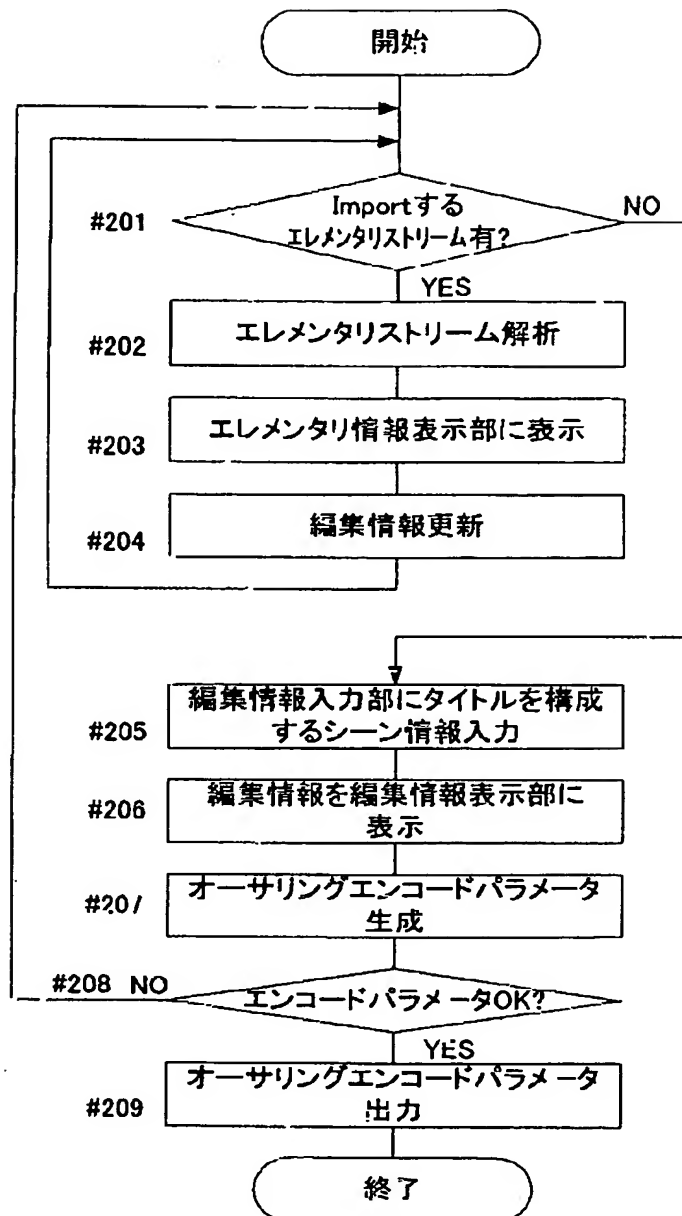 開始
#201
Importする
エレメンタリストリーム有?
NO
YES
#202
エレメンタリストリーム解析
#203
エレメンタリ情報表示部に表示
#204
編集情報更新
#205
編集情報入力部にタイトルを構成
するシーン情報入力
#206
編集情報を編集情報表示部に
表示
#207
オーサリングエンコードパラメータ
生成
#208 NO
エンコードパラメータOK?
YES
#209
オーサリングエンコードパラメータ
出力
終了